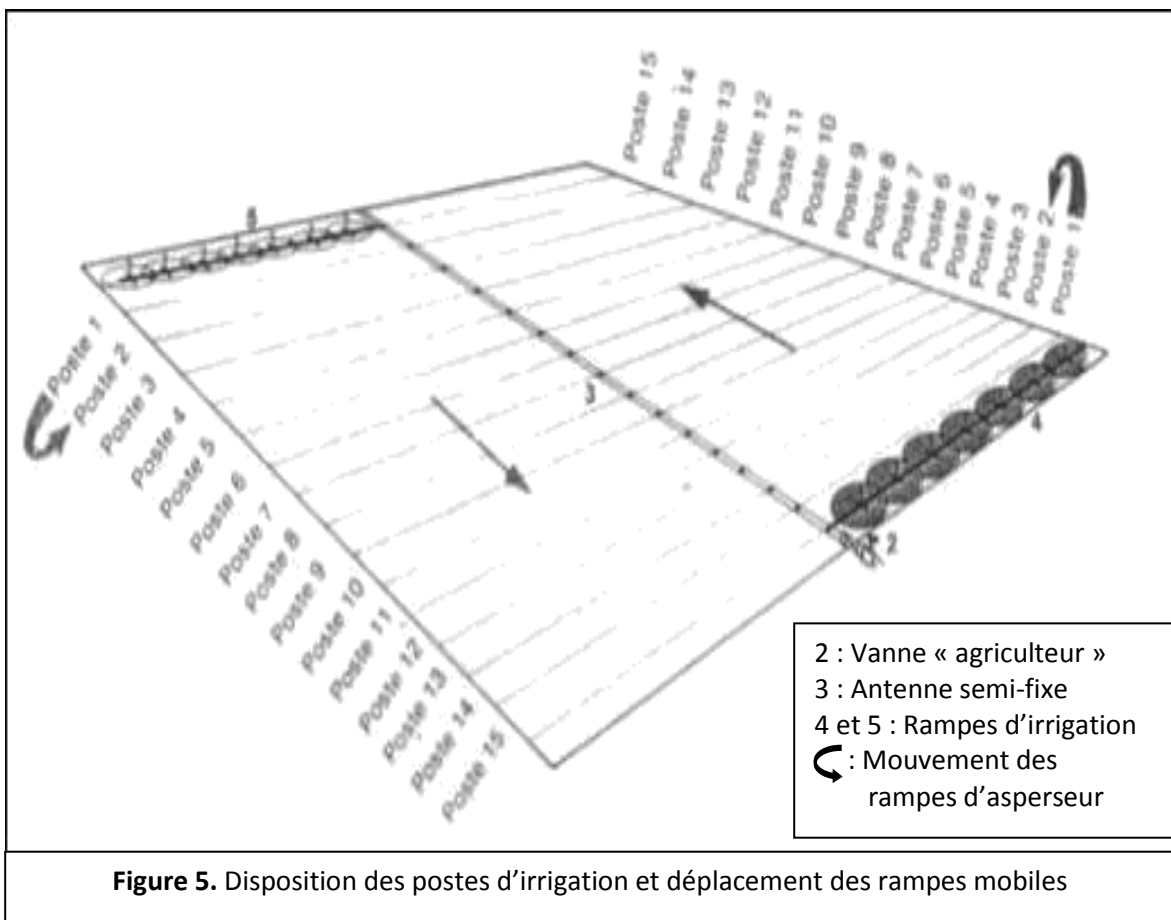 Poste 15
Poste 14
Poste 13
Poste 12
Poste 11
Poste 10
Poste 9
Poste 8
Poste 7
Poste 6
Poste 5
Poste 4
Poste 3
Poste 2
Poste 1
3
4
2
Poste 1
Poste 2
Poste 3
Poste 4
Poste 5
Poste 6
Poste 7
Poste 8
Poste 9
Poste 10
Poste 11
Poste 12
Poste 13
Poste 14
Poste 15
2 : Vanne « agriculteur »
3 : Antenne semi-fixe
4 et 5 : Rampes d’irrigation
: Mouvement des
rampes d’asperseur
Figure 5. Disposition des postes d’irrigation et déplacement des rampes mobiles